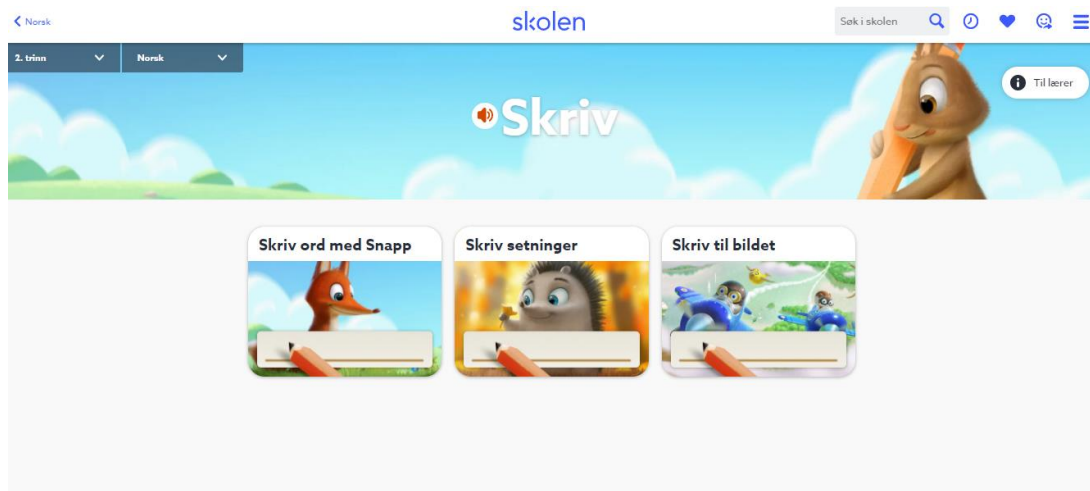 Norsk
skolen
Søk i skolen
2. trinn
Norsk
Til lærer
Skriv
Skriv ord med Snapp
Skriv setninger
Skriv til bildet